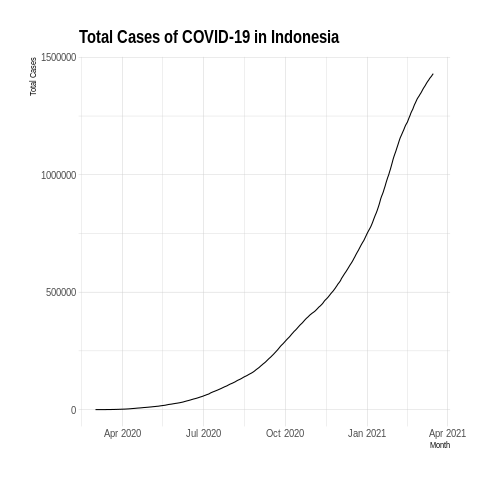 Total Cases of COVID-19 in Indonesia
Total Cases
1500000
1000000
500000
0
Apr 2020 Jul 2020 Oct 2020 Jan 2021 Apr 2021
Month